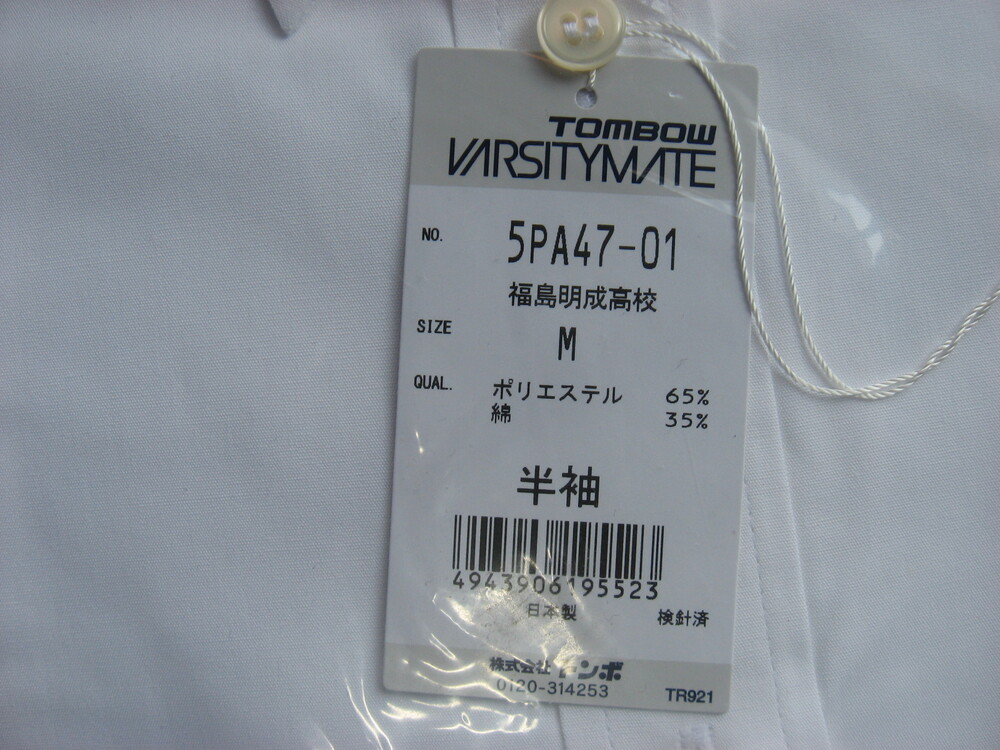 TOMBOW
VARSITYMATE
NO. 5PA47-01
福島明成高校
SIZE M
QUAL. ポリエステル 65%
綿 35%
半袖
4943906195523
日本製 検針済
株式会社 トンボ
0120-314253 TR921